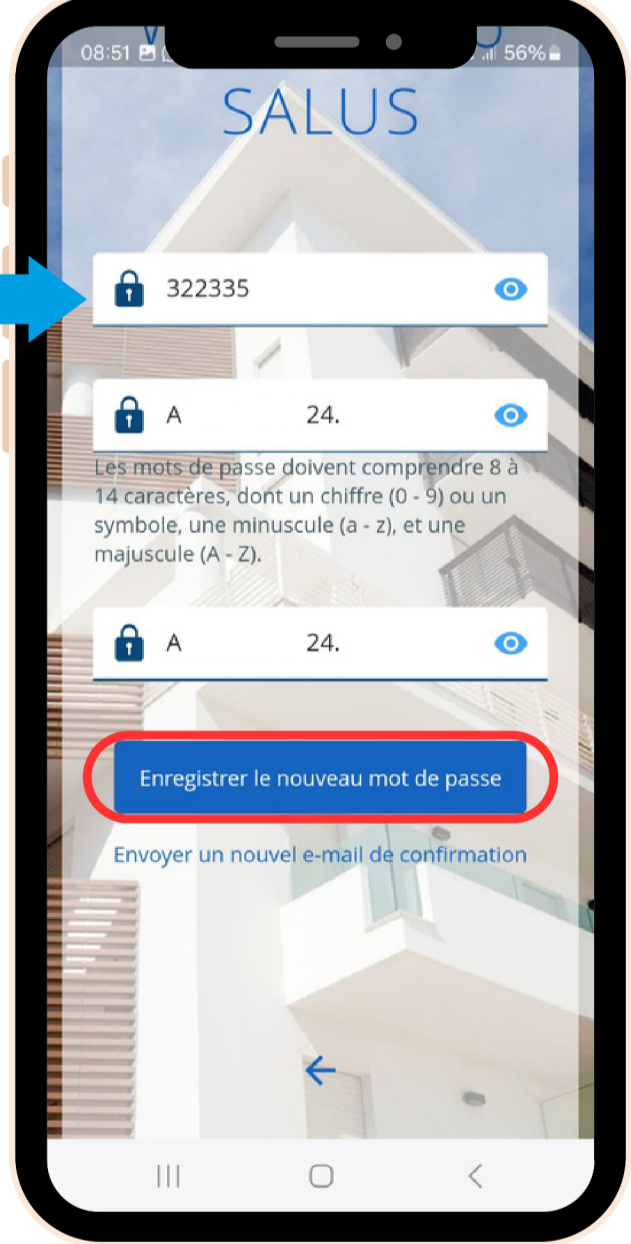 08:51 56%
SALUS
322335
A 24.
Les mots de passe doivent comprendre 8 à
14 caractères, dont un chiffre (0 - 9) ou un
symbole, une minuscule (a - z), et une
majuscule (A - Z).
A 24.
Enregistrer le nouveau mot de passe
Envoyer un nouvel e-mail de confirmation